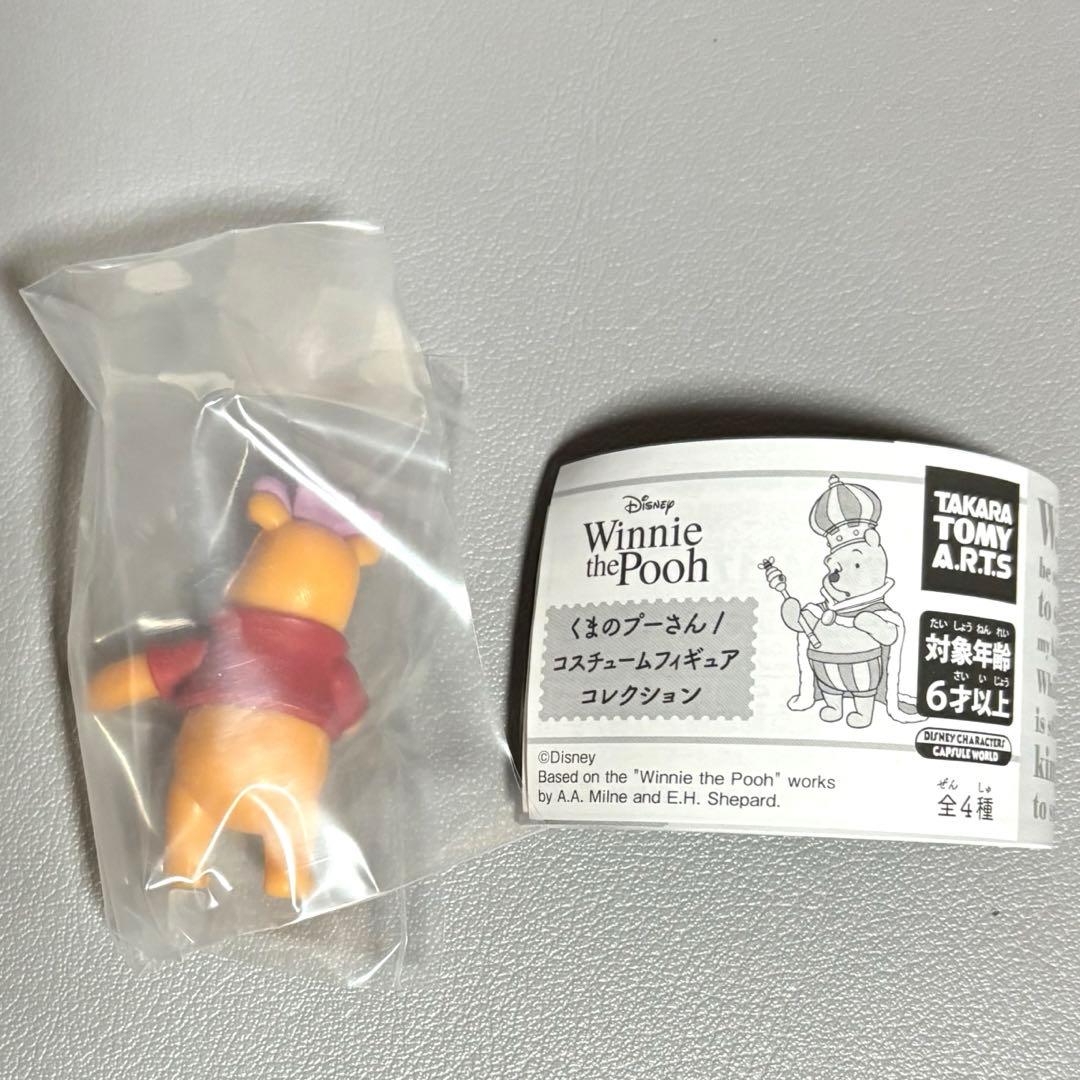 Disney
Winnie
the Pooh
くまのプーさん/
コスチュームフィギュア
コレクション
©Disney
Based on the "Winnie the Pooh" works
by A.A. Milne and E.H. Shepard.
TAKARA
TOMY
A.R.T.S
たいしょうねんれい
対象年齢
さいいじょう
6才以上
DISNEY CHARACTERS
CAPSULE WORLD
ぜんしゅ
全4種